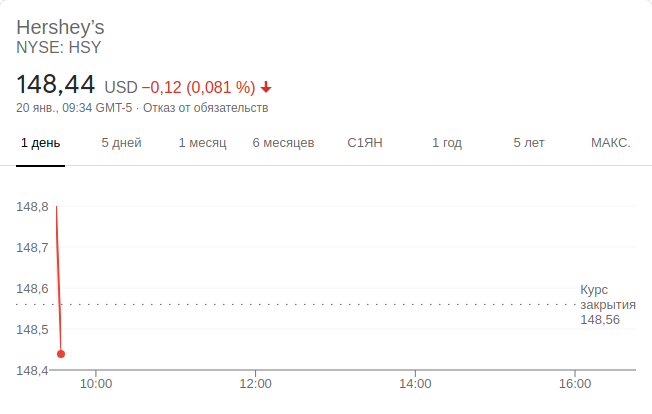 Hershey’s
NYSE: HSY
148,44 USD −0,12 (0,081 %)
20 янв., 09:34 GMT-5 · Отказ от обязательств
1 день 5 дней 1 месяц 6 месяцев С1ЯН 1 год 5 лет МАКС.
148,8
148,7
148,6
148,5
148,4
Курс
закрытия
148,56
10:00 12:00 14:00 16:00